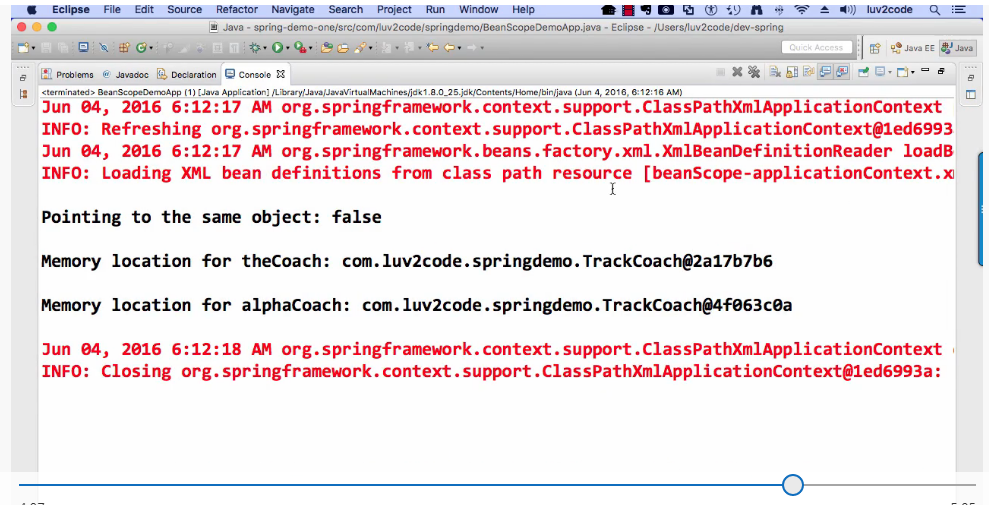 Eclipse File Edit Source Refactor Navigate Search Project Run Window Help luv2code
Java - spring-demo-one/src/com/luv2code/springdemo/BeanScopeDemoApp.java - Eclipse - /Users/luv2code/dev-spring
Quick Access Java EE Java
Problems Javadoc Declaration Console
<terminated> BeanScopeDemoApp (1) [Java Application] /Library/Java/JavaVirtualMachines/jdk1.8.0_25.jdk/Contents/Home/bin/java (Jun 4, 2016, 6:12:16 AM)
Jun 04, 2016 6:12:17 AM org.springframework.context.support.ClassPathXmlApplicationContext
INFO: Refreshing org.springframework.context.support.ClassPathXmlApplicationContext@1ed6993
Jun 04, 2016 6:12:17 AM org.springframework.beans.factory.xml.XmlBeanDefinitionReader loadB
INFO: Loading XML bean definitions from class path resource [beanScope-applicationContext.x
Pointing to the same object: false
Memory location for theCoach: com.luv2code.springdemo.TrackCoach@2a17b7b6
Memory location for alphaCoach: com.luv2code.springdemo.TrackCoach@4f063c0a
Jun 04, 2016 6:12:18 AM org.springframework.context.support.ClassPathXmlApplicationContext
INFO: Closing org.springframework.context.support.ClassPathXmlApplicationContext@1ed6993a: